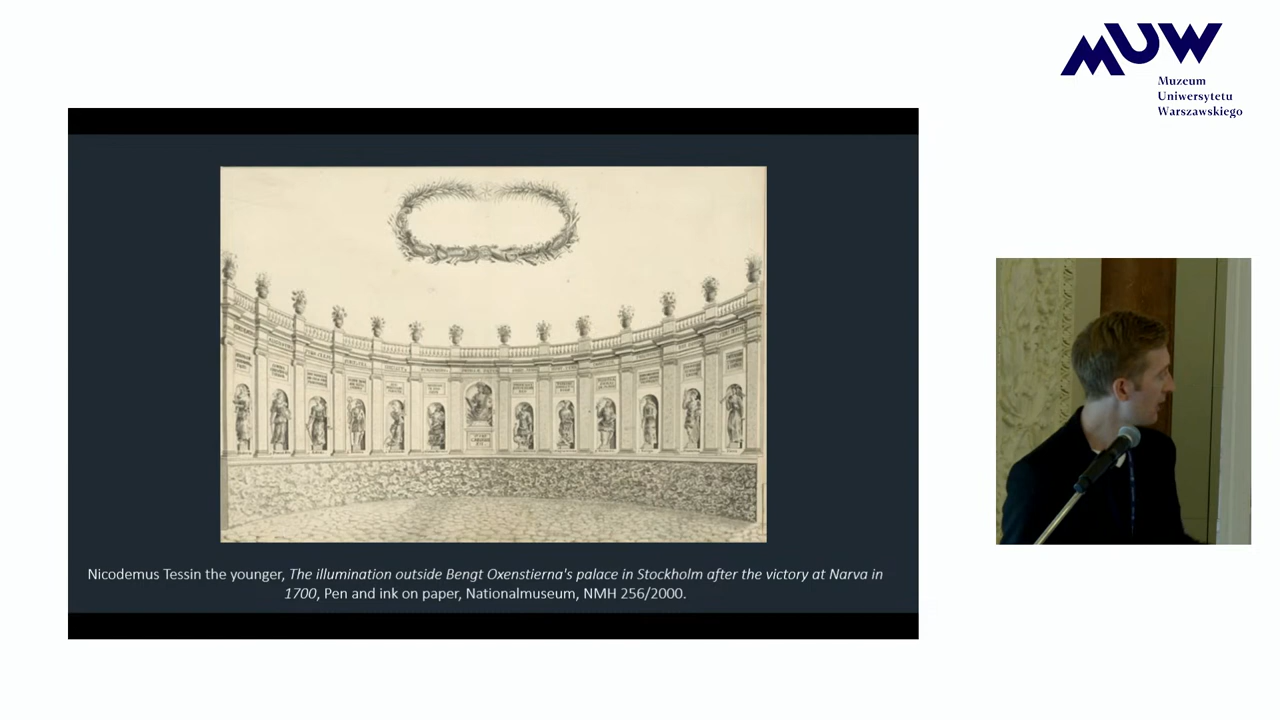 MUW
Muzeum
Uniwersytetu
Warszawskiego
Nicodemus Tessin the younger, The illumination outside Bengt Oxenstierna's palace in Stockholm after the victory at Narva in
1700, Pen and ink on paper, Nationalmuseum, NMH 256/2000.